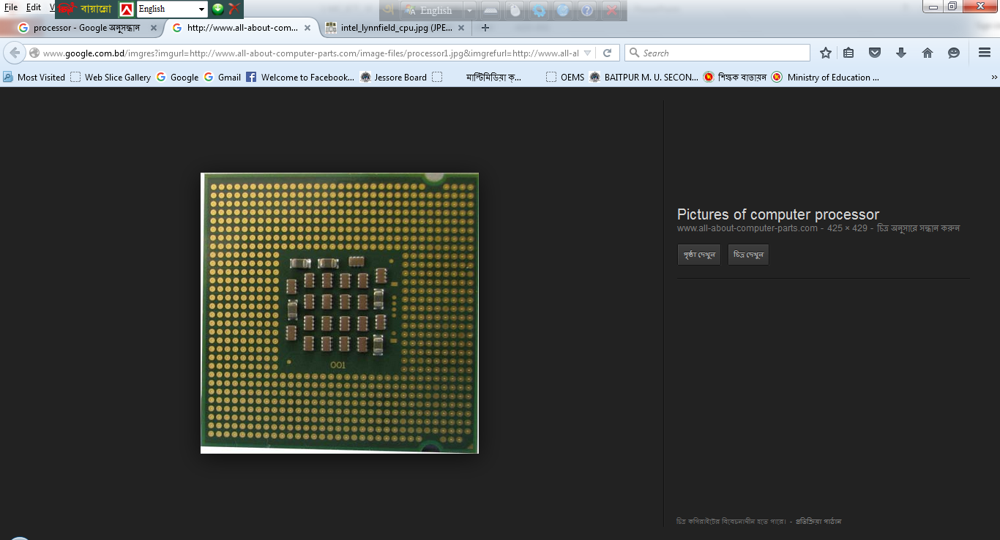 File Edit V বায়ান্নো English English
processor - Google অনুসন্ধান http://www.all-about-com... intel_lynnfield_cpu.jpg (JPE...
www.google.com.bd/imgres?imgurl=http://www.all-about-computer-parts.com/image-files/processor1.jpg&imgrefurl=http://www.all-al Search
Most Visited Web Slice Gallery Google Gmail Welcome to Facebook... Jessore Board মাল্টিমিডিয়া ক্... OEMS BAITPUR M. U. SECON... শিক্ষক বাতায়ন Ministry of Education ...
001
Pictures of computer processor
www.all-about-computer-parts.com - 425 × 429 - চিত্র অনুসারে সন্ধান করুন
পৃষ্ঠা দেখুন চিত্র দেখুন
চিত্র কপিরাইটের বিবেচনাধীন হতে পারে। - প্রতিক্রিয়া পাঠান